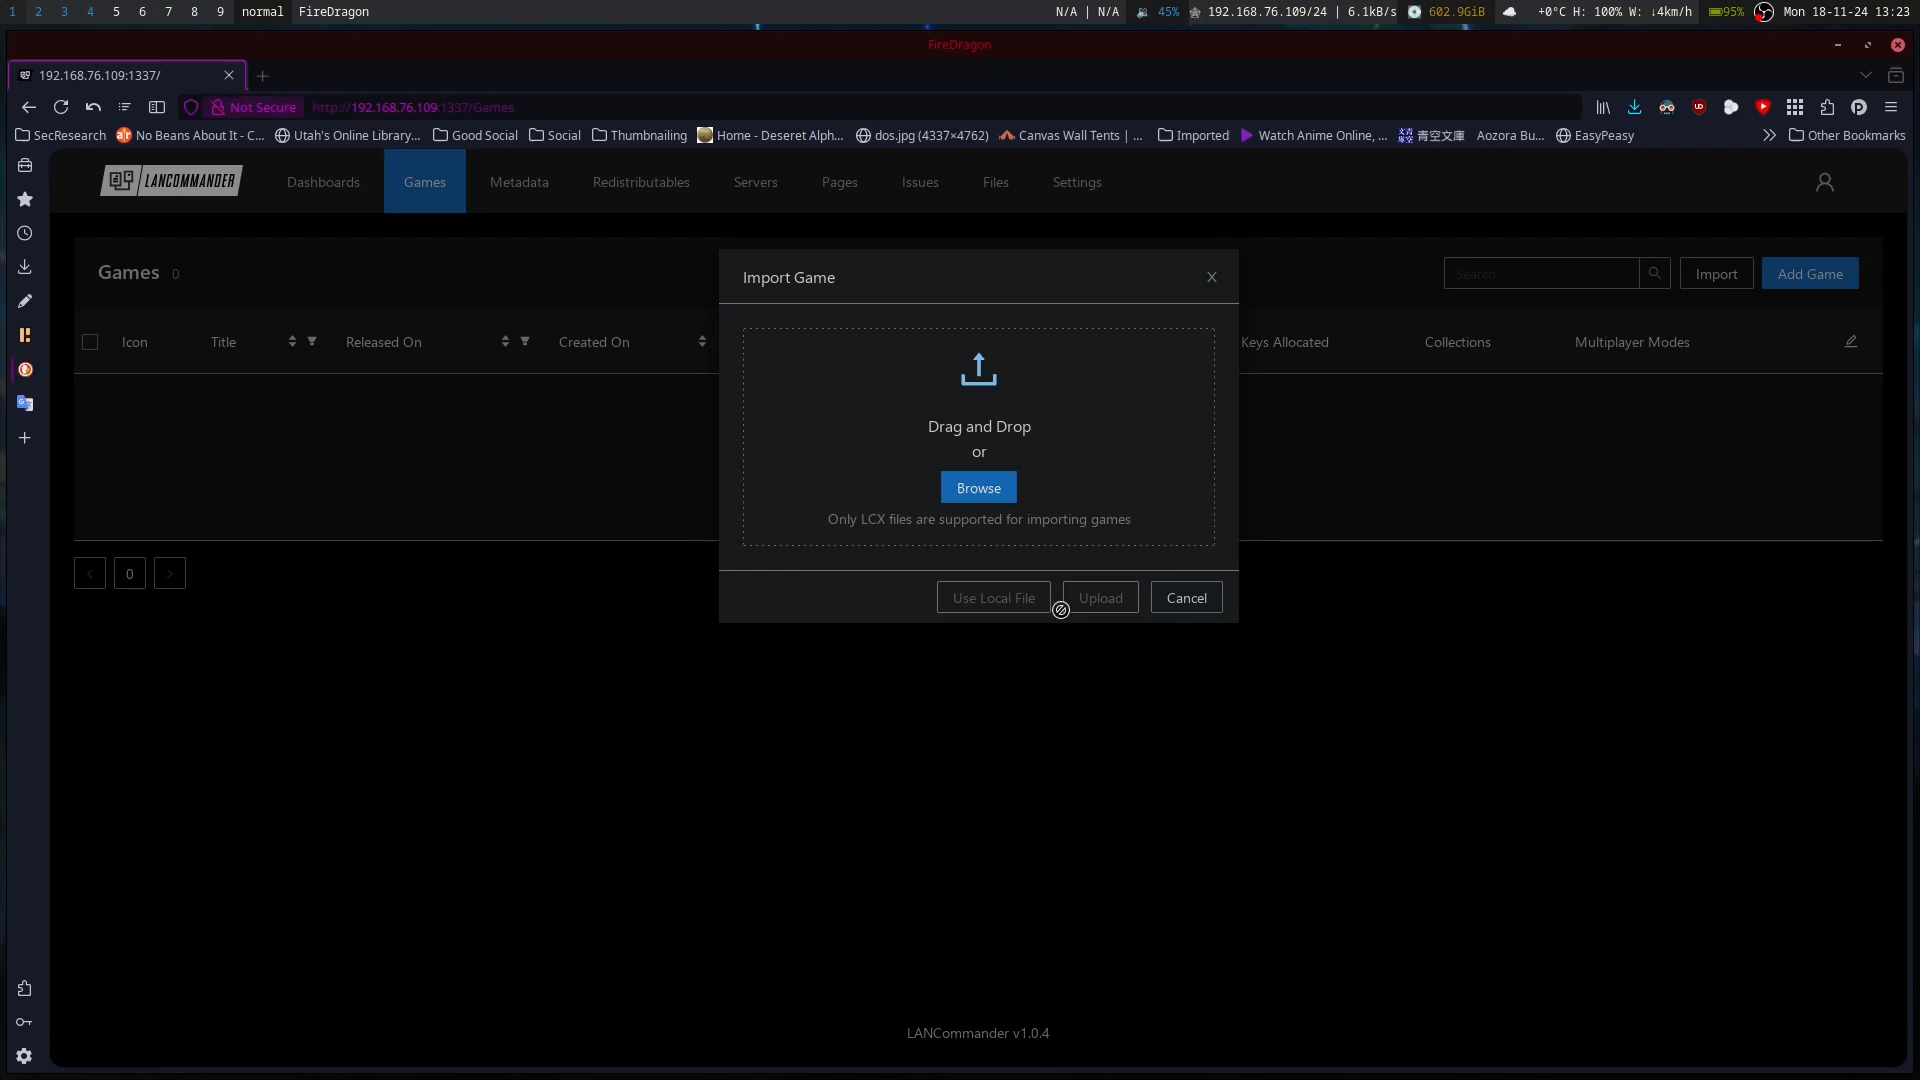 1 2 3 4 5 6 7 8 9 normal FireDragon N/A | N/A 45% 192.168.76.109/24 | 6.1kB/s 602.9GiB +0°C H: 100% W: ↓4km/h 95% Mon 18-11-24 13:23
FireDragon
192.168.76.109:1337/
Not Secure http://192.168.76.109:1337/Games
SecResearch No Beans About It - C... Utah's Online Library... Good Social Social Thumbnailing Home - Deseret Alph... dos.jpg (4337×4762) Canvas Wall Tents | ... Imported Watch Anime Online, ... 青空文庫 Aozora Bu... EasyPeasy Other Bookmarks
LANCOMMANDER Dashboards Games Metadata Redistributables Servers Pages Issues Files Settings
Games 0 Search Import Add Game
Import Game
Icon Title Released On Created On Keys Allocated Collections Multiplayer Modes
Drag and Drop
or
Browse
Only LCX files are supported for importing games
< 0 >
Use Local File Upload Cancel
LANCommander v1.0.4